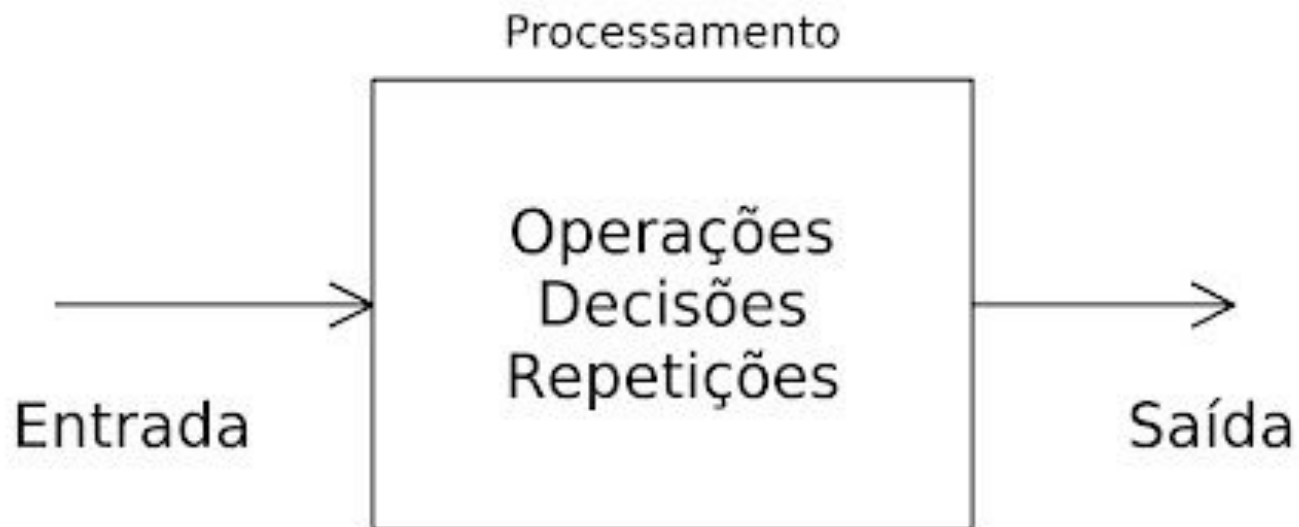 Processamento
Operações
Decisões
Repetições
Entrada
Saída